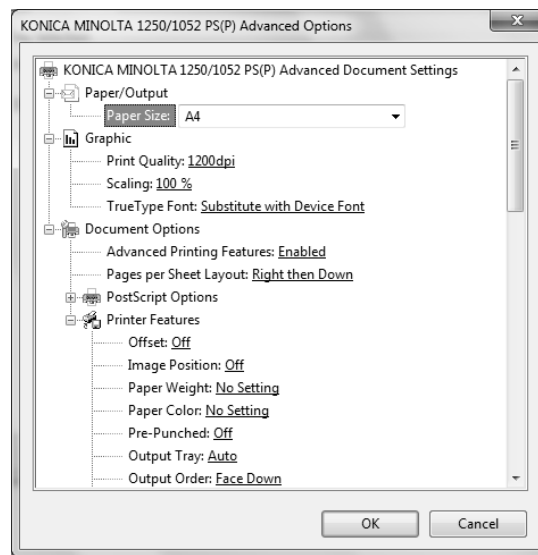 KONICA MINOLTA 1250/1052 PS(P) Advanced Options
KONICA MINOLTA 1250/1052 PS(P) Advanced Document Settings
Paper/Output
Paper Size: A4
Graphic
Print Quality: 1200dpi
Scaling: 100 %
TrueType Font: Substitute with Device Font
Document Options
Advanced Printing Features: Enabled
Pages per Sheet Layout: Right then Down
PostScript Options
Printer Features
Offset: Off
Image Position: Off
Paper Weight: No Setting
Paper Color: No Setting
Pre-Punched: Off
Output Tray: Auto
Output Order: Face Down
OK Cancel